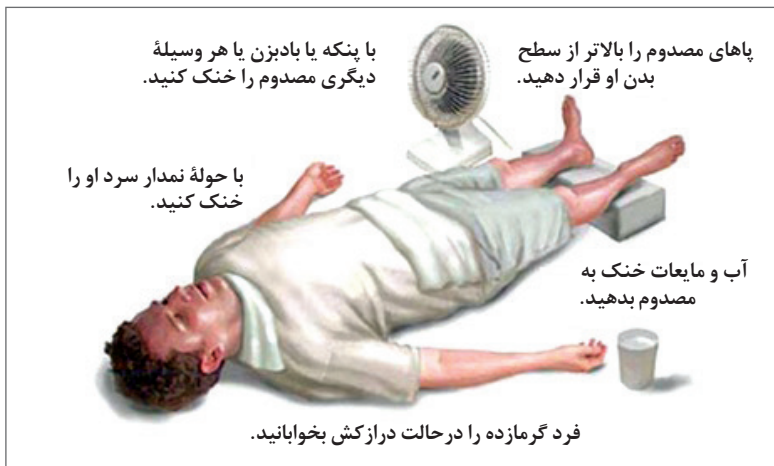 پاهای مصدوم را بالاتر از سطح
بدن او قرار دهید.
با پنکه یا بادبزن یا هر وسیلۀ
دیگری مصدوم را خنک کنید.
با حولۀ نمدار سرد او را
خنک کنید.
آب و مایعات خنک به
مصدوم بدهید.
فرد گرمازده را درحالت درازکش بخوابانید.